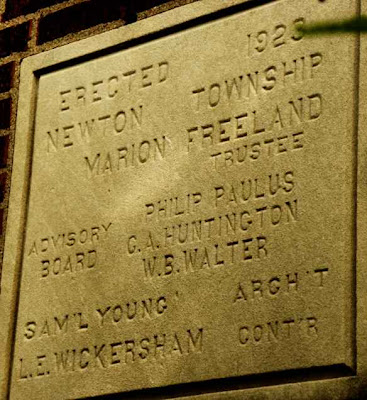 ERECTED 1923
NEWTON TOWNSHIP
MARION FREELAND
TRUSTEE
PHILIP PAULUS
ADVISORY C.A. HUNTINGTON
BOARD W.B. WALTER
SAM'L YOUNG' ARCH'T
L.E. WICKERSHAM CONT'R